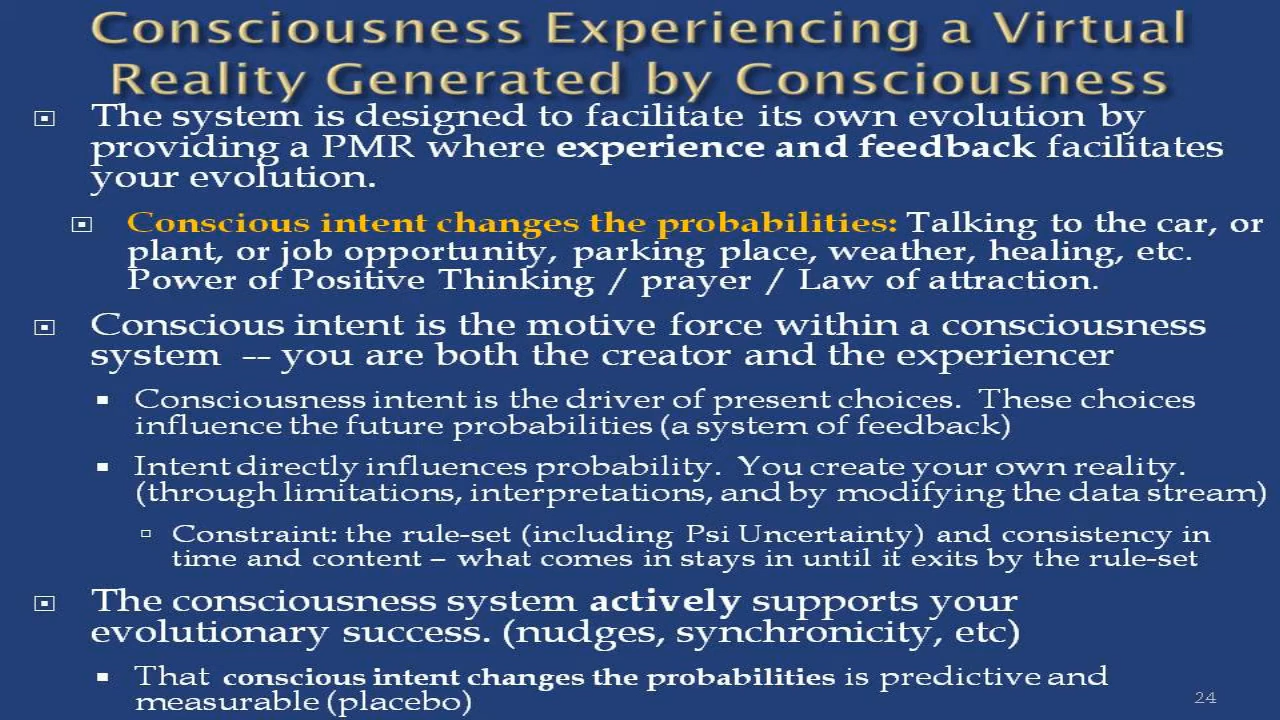 Consciousness Experiencing a Virtual
Reality Generated by Consciousness
The system is designed to facilitate its own evolution by
providing a PMR where experience and feedback facilitates
your evolution.
Conscious intent changes the probabilities: Talking to the car, or
plant, or job opportunity, parking place, weather, healing, etc.
Power of Positive Thinking / prayer / Law of attraction.
Conscious intent is the motive force within a consciousness
system -- you are both the creator and the experiencer
Consciousness intent is the driver of present choices. These choices
influence the future probabilities (a system of feedback)
Intent directly influences probability. You create your own reality.
(through limitations, interpretations, and by modifying the data stream)
Constraint: the rule-set (including Psi Uncertainty) and consistency in
time and content – what comes in stays in until it exits by the rule-set
The consciousness system actively supports your
evolutionary success. (nudges, synchronicity, etc)
That conscious intent changes the probabilities is predictive and
measurable (placebo)
24